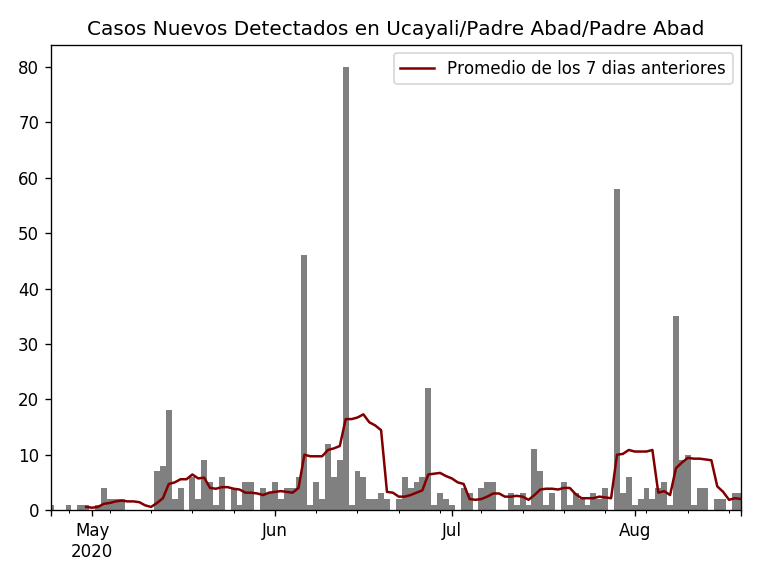 Casos Nuevos Detectados en Ucayali/Padre Abad/Padre Abad
Promedio de los 7 dias anteriores
80
70
60
50
40
30
20
10
0
May
2020
Jun
Jul
Aug